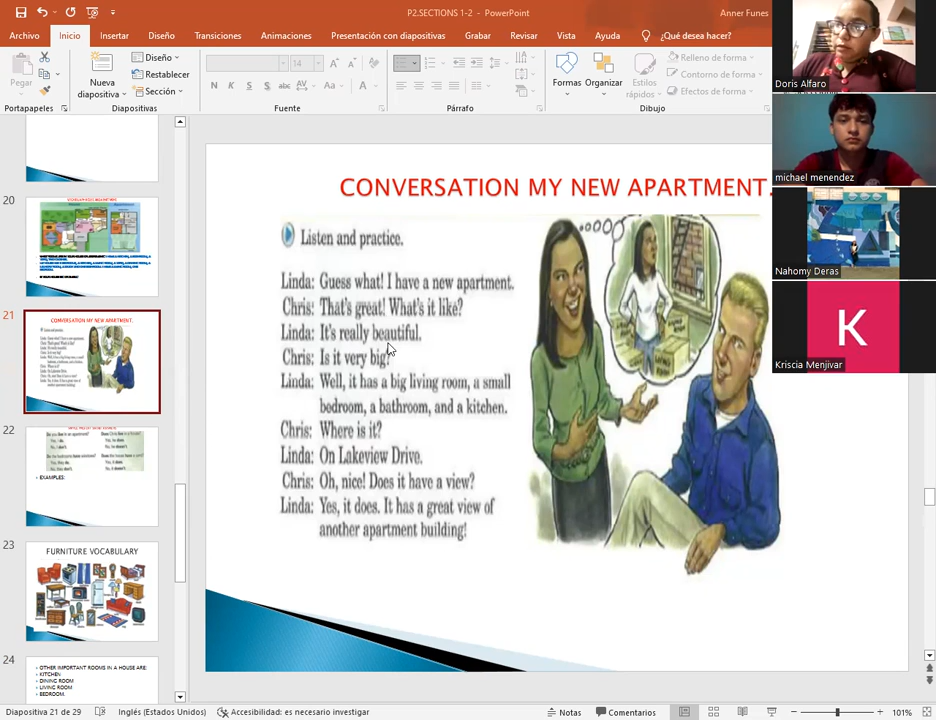 P2.SECTIONS 1-2 - PowerPoint
Anner Funes
Archivo Inicio Insertar Diseño Transiciones Animaciones Presentación con diapositivas Grabar Revisar Vista Ayuda ¿Qué desea hacer?
Pegar
Nueva diapositiva
Diseño
Restablecer
Sección
14
N K S abc AV Aa A
Formas
Organizar
Estilos rápidos
Relleno de forma
Contorno de forma
Efectos de forma
Portapapeles Diapositivas Fuente Párrafo Dibujo
Doris Alfaro
michael menendez
Nahomy Deras
K
Kriscia Menjivar
20
21
CONVERSATION MY NEW APARTMENT.
22
EXAMPLES:
23
FURNITURE VOCABULARY
24
OTHER IMPORTANT ROOMS IN A HOUSE ARE:
KITCHEN
DINING ROOM
LIVING ROOM
BEDROOM.
CONVERSATION MY NEW APARTMENT.
Listen and practice.
Linda: Guess what! I have a new apartment.
Chris: That's great! What's it like?
Linda: It's really beautiful.
Chris: Is it very big?
Linda: Well, it has a big living room, a small
bedroom, a bathroom, and a kitchen.
Chris: Where is it?
Linda: On Lakeview Drive.
Chris: Oh, nice! Does it have a view?
Linda: Yes, it does. It has a great view of
another apartment building!
Diapositiva 21 de 29 Inglés (Estados Unidos) Accesibilidad: es necesario investigar Notas Comentarios 101%